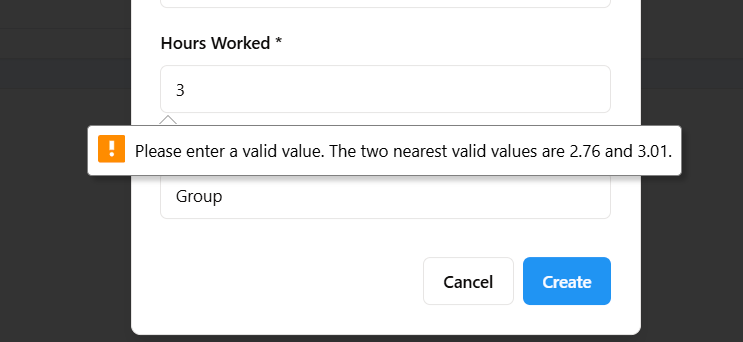 Hours Worked *
3
Please enter a valid value. The two nearest valid values are 2.76 and 3.01.
Group
Cancel
Create